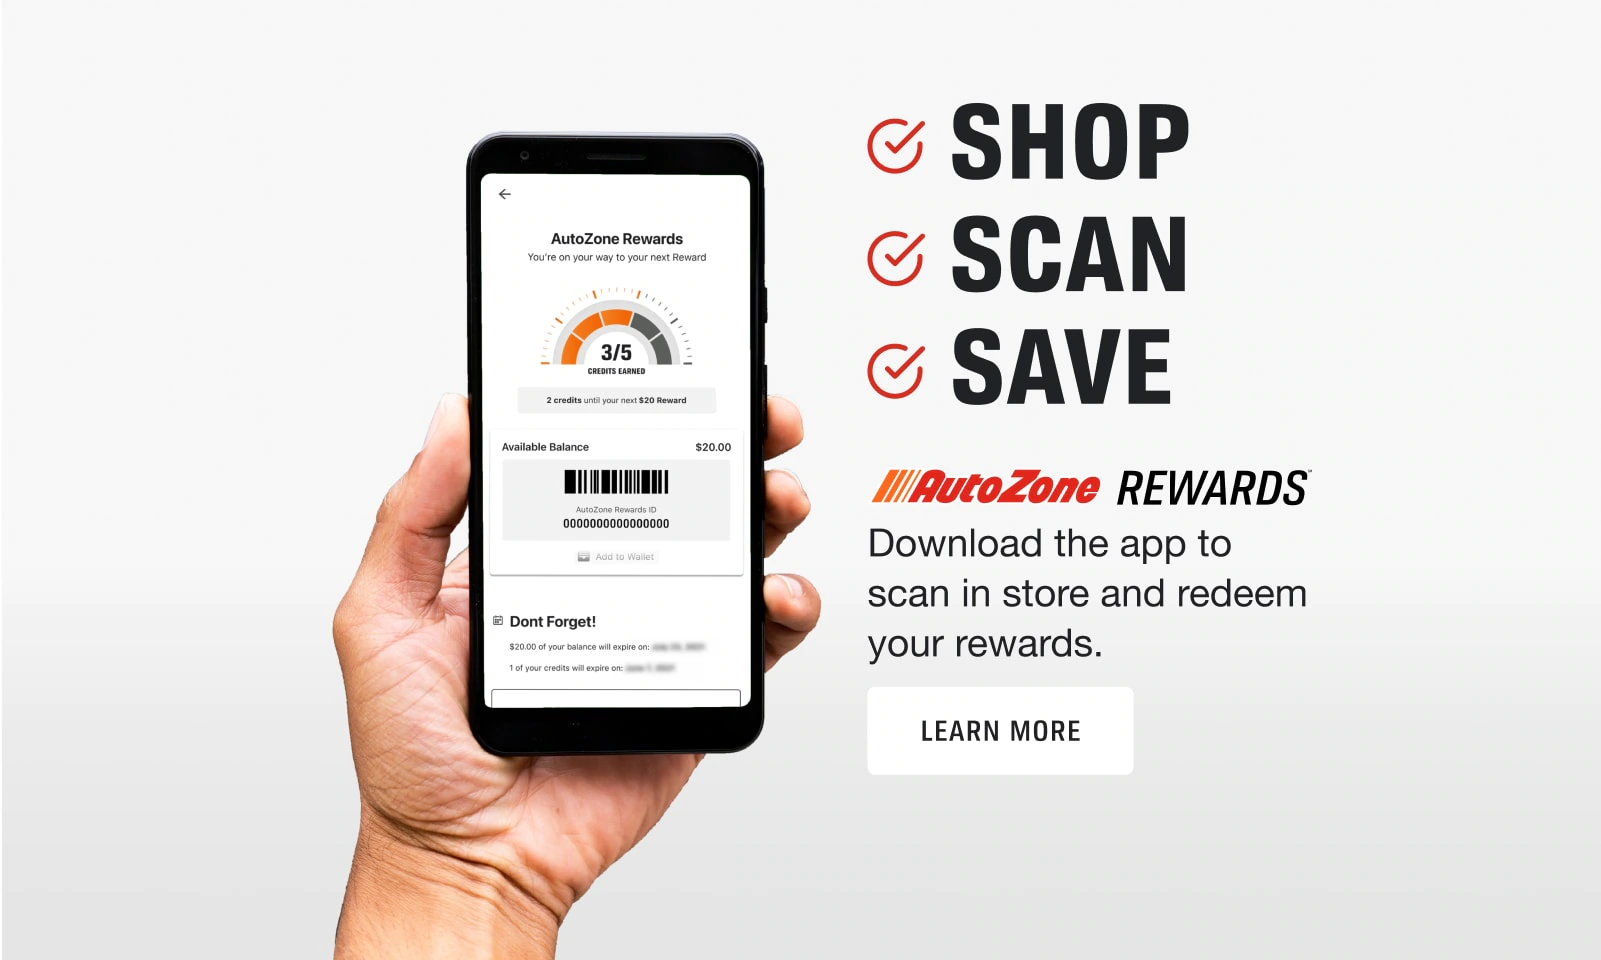 SHOP
SCAN
SAVE
AutoZone REWARDS™
Download the app to
scan in store and redeem
your rewards.
LEARN MORE
AutoZone Rewards
You're on your way to your next Reward
3/5
CREDITS EARNED
2 credits until your next $20 Reward
Available Balance $20.00
AutoZone Rewards ID
0000000000000000
Add to Wallet
Dont Forget!
$20.00 of your balance will expire on:
1 of your credits will expire on: